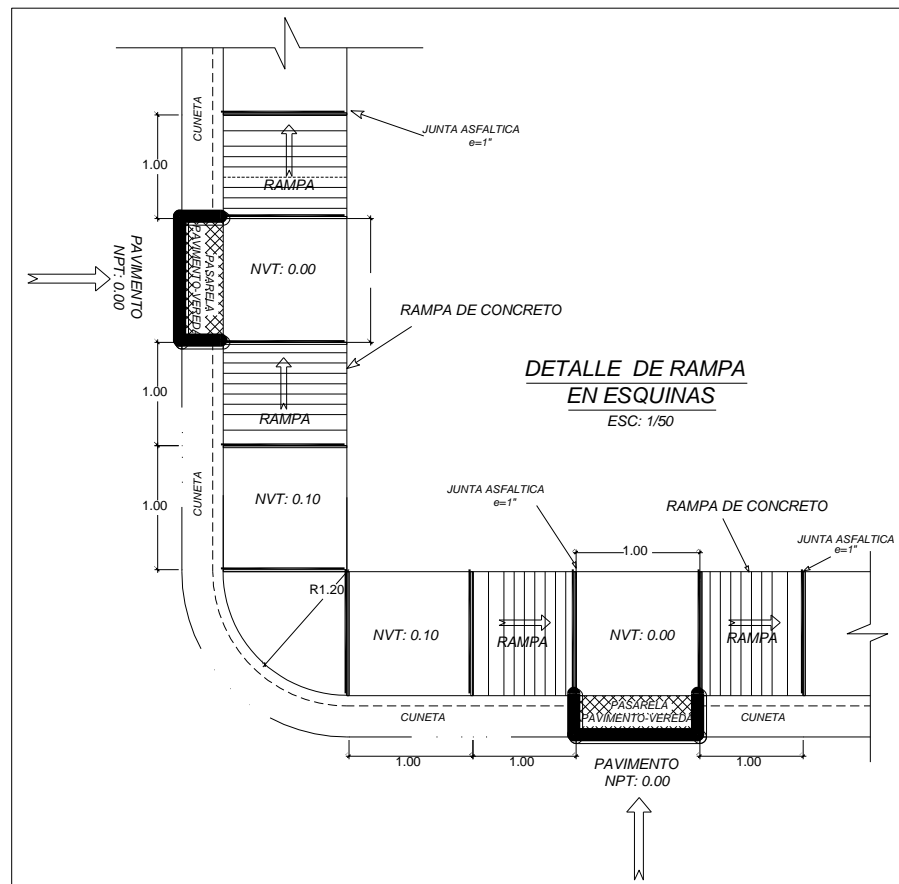 CUNETA
JUNTA ASFALTICA
e=1"
1.00
RAMPA
PAVIMENTO
NPT: 0.00
PASARELA
PAVIMENTO-VEREDA
NVT: 0.00
RAMPA DE CONCRETO
DETALLE DE RAMPA
EN ESQUINAS
ESC: 1/50
1.00
RAMPA
CUNETA
1.00
NVT: 0.10
JUNTA ASFALTICA
e=1"
RAMPA DE CONCRETO
JUNTA ASFALTICA
e=1"
1.00
R1.20
NVT: 0.10
RAMPA
NVT: 0.00
RAMPA
CUNETA
PASARELA
PAVIMENTO-VEREDA
CUNETA
1.00
1.00
PAVIMENTO
NPT: 0.00
1.00